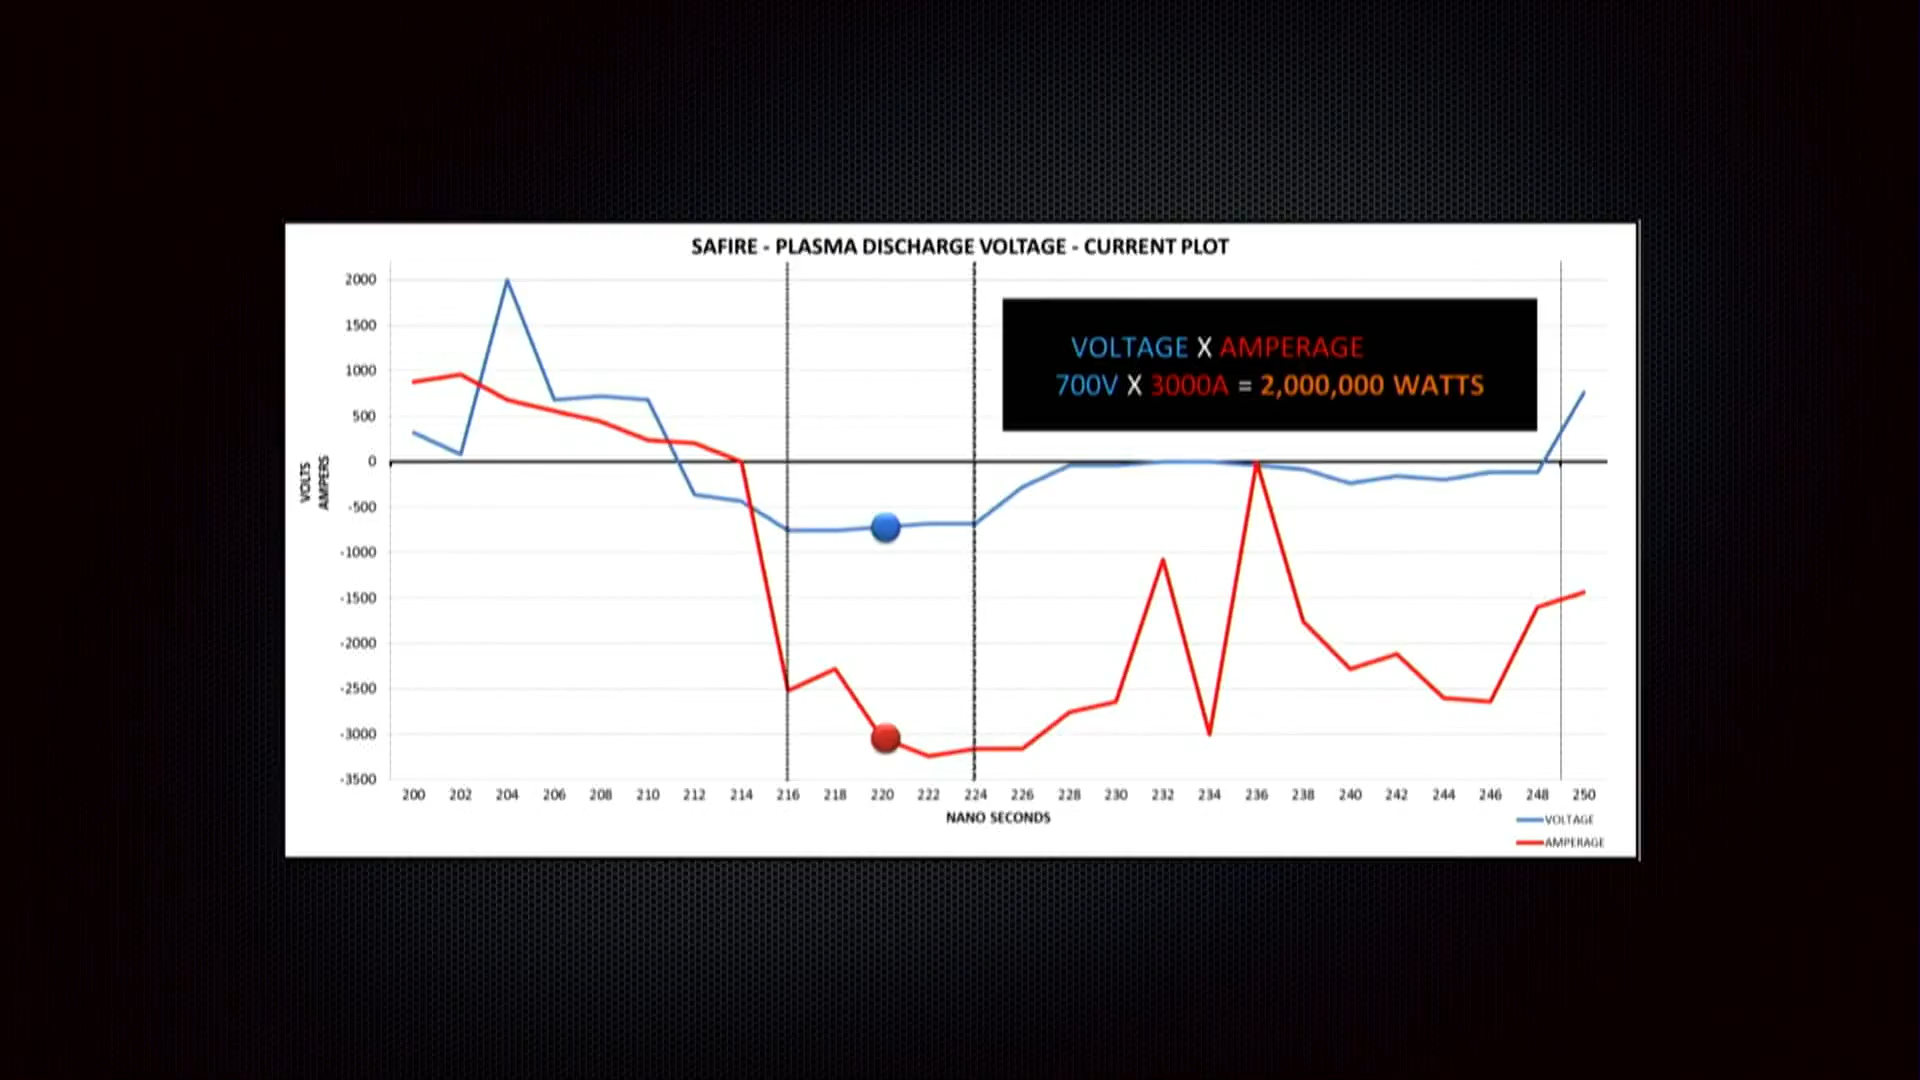 SAFIRE - PLASMA DISCHARGE VOLTAGE - CURRENT PLOT
2000
1500
1000
500
0
-500
-1000
-1500
-2000
-2500
-3000
-3500
VOLTS
AMPERS
VOLTAGE X AMPERAGE
700V X 3000A = 2,000,000 WATTS
200 202 204 206 208 210 212 214 216 218 220 222 224 226 228 230 232 234 236 238 240 242 244 246 248 250
NANO SECONDS
VOLTAGE
AMPERAGE